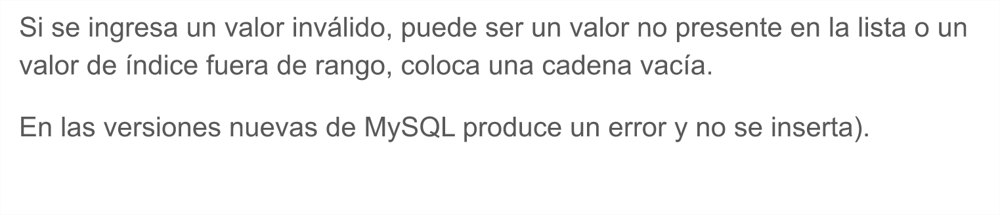 Si se ingresa un valor inválido, puede ser un valor no presente en la lista o un
valor de índice fuera de rango, coloca una cadena vacía.
En las versiones nuevas de MySQL produce un error y no se inserta).